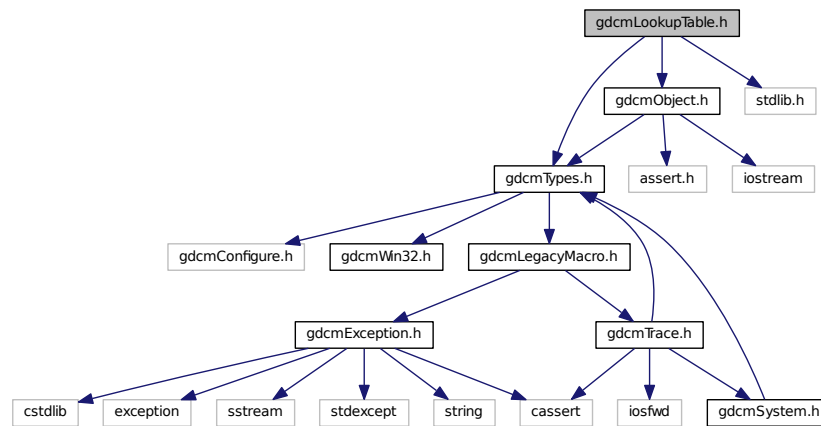 gdcmLookupTable.h
gdcmObject.h
stdlib.h
gdcmTypes.h
assert.h
iostream
gdcmConfigure.h
gdcmWin32.h
gdcmLegacyMacro.h
gdcmException.h
gdcmTrace.h
cstdlib
exception
sstream
stdexcept
string
cassert
iosfwd
gdcmSystem.h